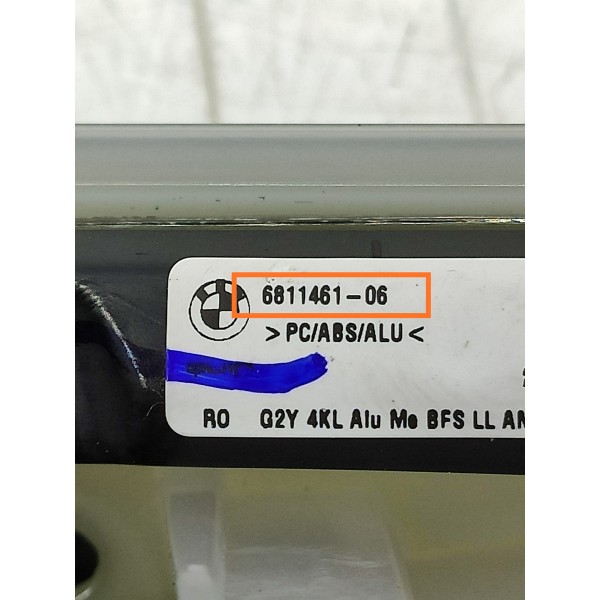 6811461-06
>PC/ABS/ALU<
RO G2Y 4KL Alu Me BFS LL